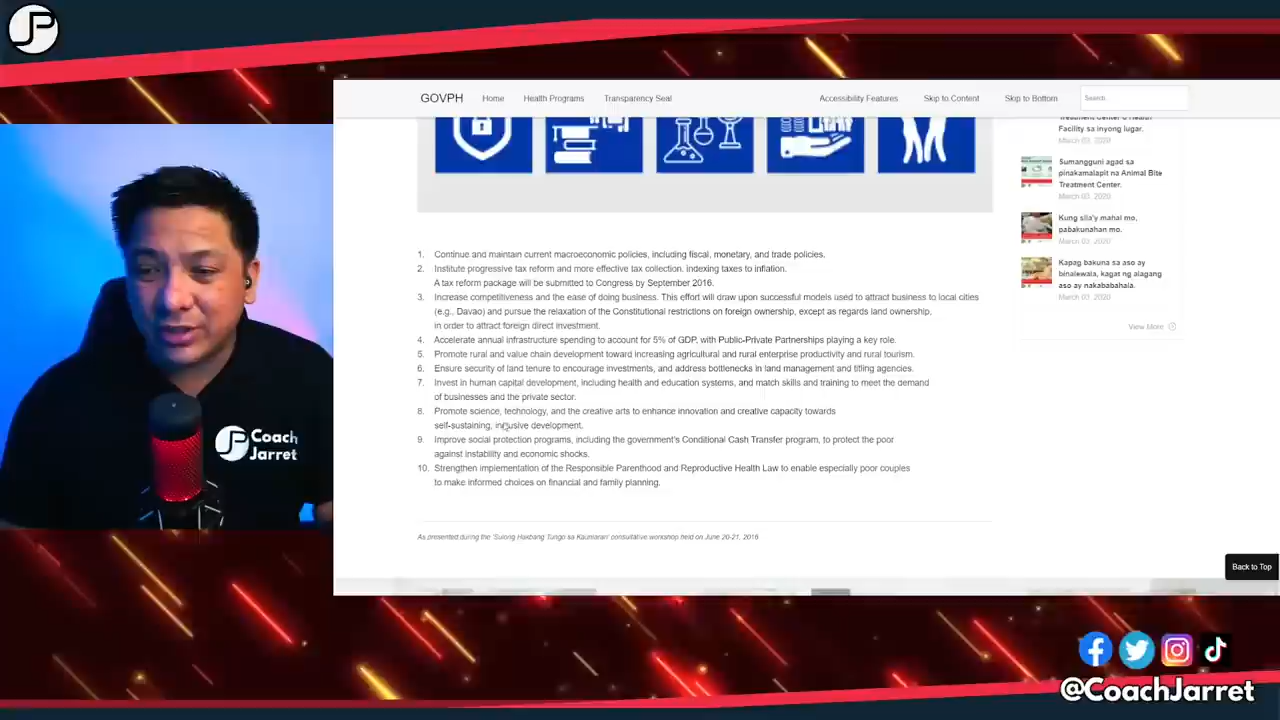 JP
GOVPH Home Health Programs Transparency Seal Accessibility Features Skip to Content Skip to Bottom Search
Facility sa inyong lugar.
March 03, 2020
Sumangguni agad sa
pinakamalapit na Animal Bite
Treatment Center.
March 03, 2020
Kung sila'y mahal mo,
pabakunahan mo.
March 03, 2020
Kapag bakuna sa aso ay
binalewala, kagat ng alagang
aso ay nakababahala.
March 03, 2020
View More
1. Continue and maintain current macroeconomic policies, including fiscal, monetary, and trade policies.
2. Institute progressive tax reform and more effective tax collection, indexing taxes to inflation.
A tax reform package will be submitted to Congress by September 2016.
3. Increase competitiveness and the ease of doing business. This effort will draw upon successful models used to attract business to local cities
(e.g., Davao) and pursue the relaxation of the Constitutional restrictions on foreign ownership, except as regards land ownership,
in order to attract foreign direct investment.
4. Accelerate annual infrastructure spending to account for 5% of GDP, with Public-Private Partnerships playing a key role.
5. Promote rural and value chain development toward increasing agricultural and rural enterprise productivity and rural tourism.
6. Ensure security of land tenure to encourage investments, and address bottlenecks in land management and titling agencies.
7. Invest in human capital development, including health and education systems, and match skills and training to meet the demand
of businesses and the private sector.
8. Promote science, technology, and the creative arts to enhance innovation and creative capacity towards
self-sustaining, inclusive development.
9. Improve social protection programs, including the government's Conditional Cash Transfer program, to protect the poor
against instability and economic shocks.
10. Strengthen implementation of the Responsible Parenthood and Reproductive Health Law to enable especially poor couples
to make informed choices on financial and family planning.
As presented during the 'Sulong Hakbang Tungo sa Kaunlaran' consultative workshop held on June 20-21, 2016
Back to Top
JP Coach
Jarret
@CoachJarret